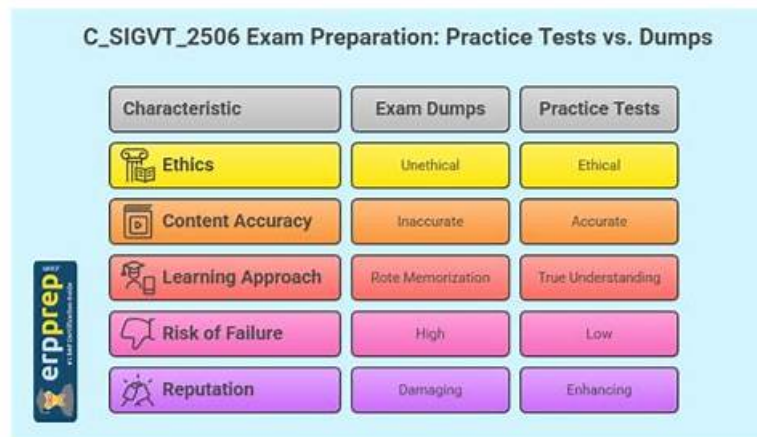 C_SIGVT_2506 Exam Preparation: Practice Tests vs. Dumps
Characteristic Exam Dumps Practice Tests
Ethics Unethical Ethical
Content Accuracy Inaccurate Accurate
Learning Approach Rote Memorization True Understanding
Risk of Failure High Low
Reputation Damaging Enhancing
erpprep